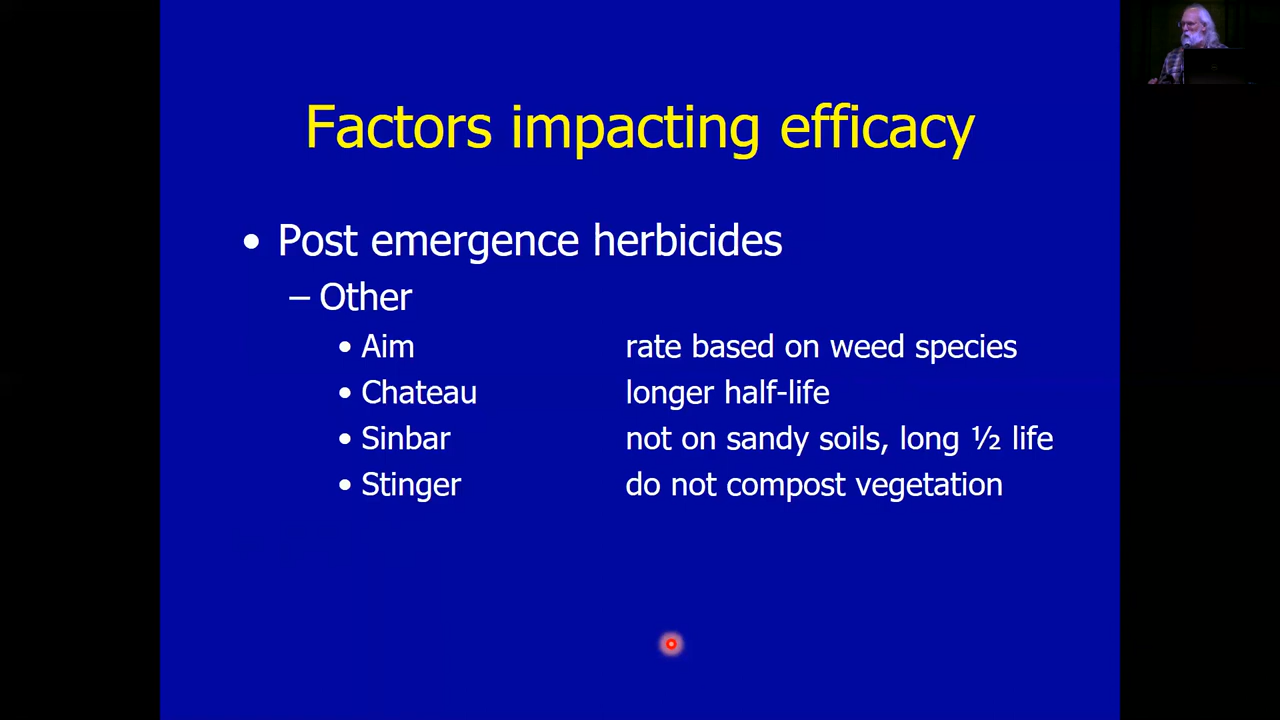 Factors impacting efficacy
• Post emergence herbicides
– Other
• Aim rate based on weed species
• Chateau longer half-life
• Sinbar not on sandy soils, long ½ life
• Stinger do not compost vegetation